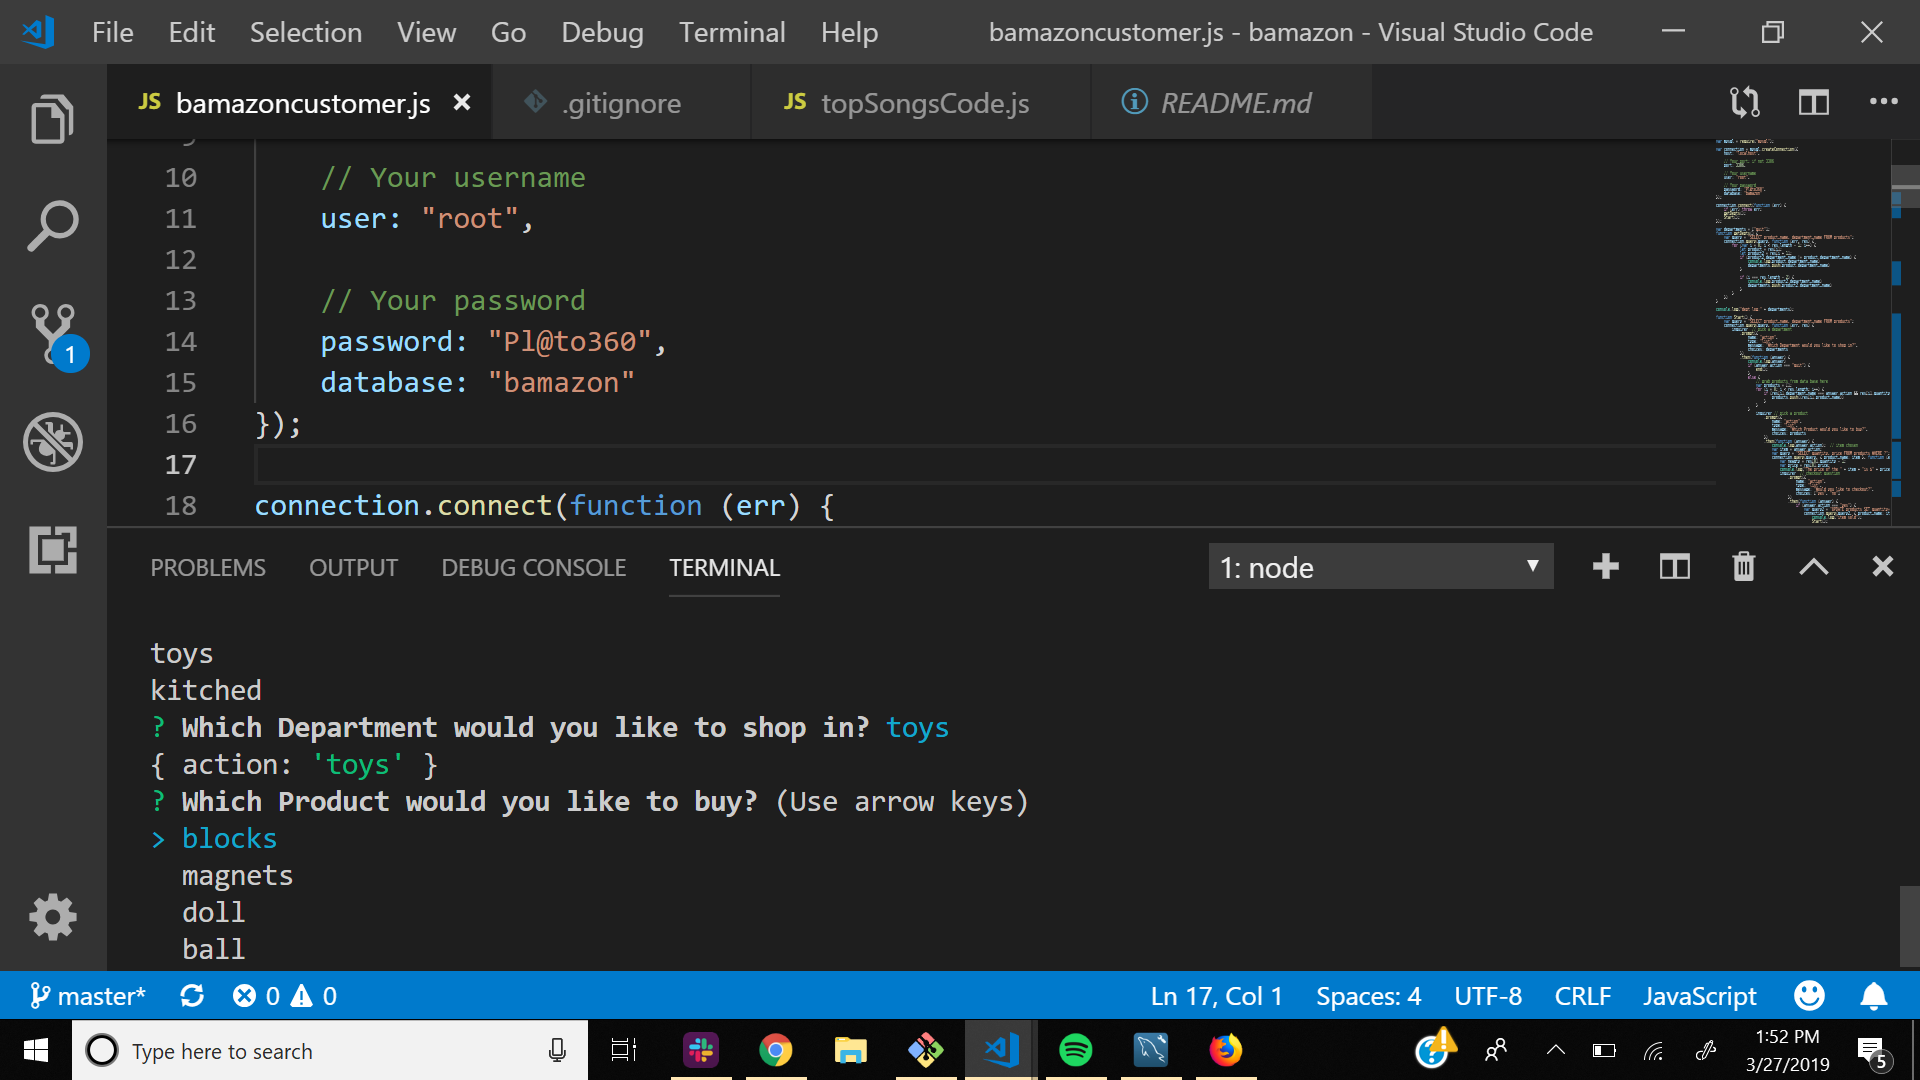 File Edit Selection View Go Debug Terminal Help bamazoncustomer.js - bamazon - Visual Studio Code
JS bamazoncustomer.js .gitignore JS topSongsCode.js README.md
10 // Your username
11 user: "root",
12
13 // Your password
14 password: "Pl@to360",
15 database: "bamazon"
16 });
17
18 connection.connect(function (err) {
1
PROBLEMS OUTPUT DEBUG CONSOLE TERMINAL 1: node
toys
kitched
? Which Department would you like to shop in? toys
{ action: 'toys' }
? Which Product would you like to buy? (Use arrow keys)
> blocks
magnets
doll
ball
master* 0 0 Ln 17, Col 1 Spaces: 4 UTF-8 CRLF JavaScript
Type here to search 1:52 PM
3/27/2019 5